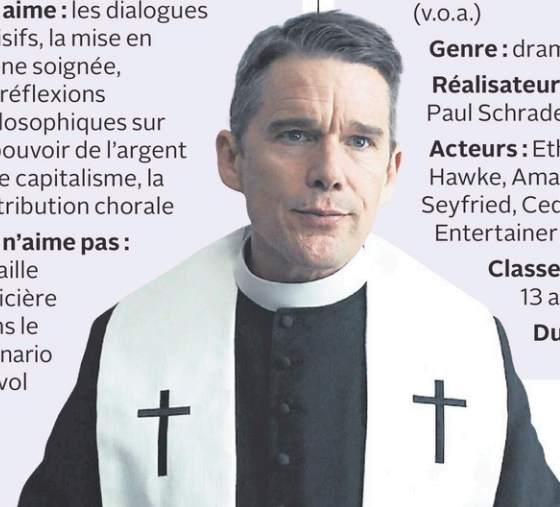 aime : les dialogues
isifs, la mise en
ne soignée,
réflexions
losophiques sur
pouvoir de l'argent
e capitalisme, la
tribution chorale
n'aime pas :
aille
icière
ns le
nario
vol
(v.o.a.)
Genre : dram
Réalisateur
Paul Schrade
Acteurs : Eth
Hawke, Ama
Seyfried, Ced
Entertainer
Classe
13 a
Du